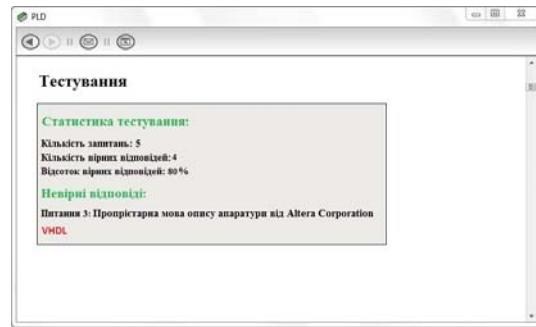 PLD
Тестування
Статистика тестування:
Кількість запитань: 5
Кількість вірних відповідей: 4
Відсоток вірних відповідей: 80%
Невірні відповіді:
Питання 3: Пропрієтарна мова опису апаратури від Altera Corporation
VHDL